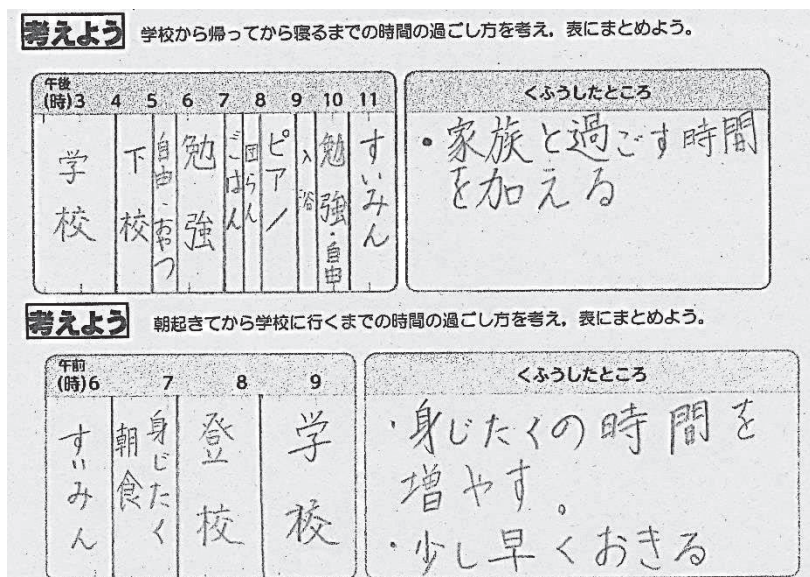 考えよう 学校から帰ってから寝るまでの時間の過ごし方を考え，表にまとめよう。
午後
(時)3 4 5 6 7 8 9 10 11
学校
下校
自由・おやつ
勉強
ごはん
団らん
ピアノ
入浴
勉強・自由
すいみん
くふうしたところ
・家族と過ごす時間
を加える
考えよう 朝起きてから学校に行くまでの時間の過ごし方を考え，表にまとめよう。
午前
(時)6 7 8 9
すいみん
身じたく
朝食
登校
学校
くふうしたところ
・身じたくの時間を
増やす。
・少し早くおきる